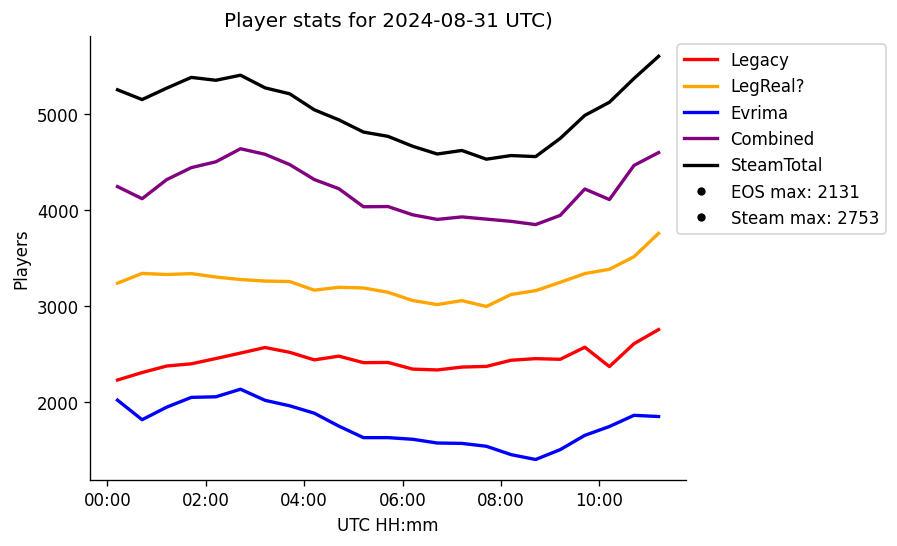 Player stats for 2024-08-31 UTC)
Legacy
LegReal?
Evrima
Combined
SteamTotal
EOS max: 2131
Steam max: 2753
5000
4000
3000
2000
Players
00:00 02:00 04:00 06:00 08:00 10:00
UTC HH:mm